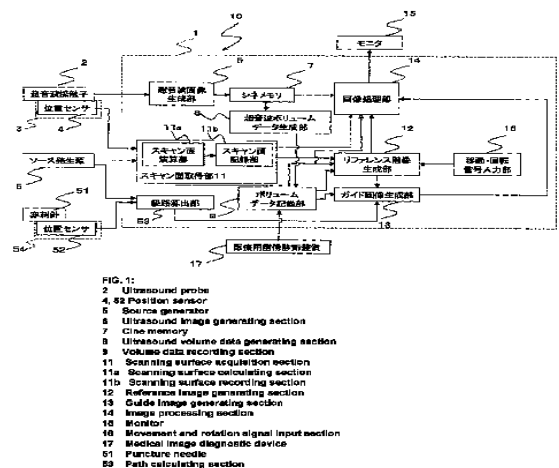 10
1
15
モニタ
2
6
7
14
超音波探触子
超音波画像
生成部
シネメモリ
画像処理部
位置センサ
8
超音波ボリューム
データ生成部
3
4
11a
11b
12
16
スキャン面
演算部
スキャン面
記録部
リファレンス画像
生成部
移動・回転
信号入力部
ソース発生源
スキャン面取得部11
5
51
9
穿刺針
経路算出部
ボリューム
データ記録部
ガイド画像生成部
位置センサ
53
13
54
52
医療用画像診断装置
17
FIG. 1:
2 Ultrasound probe
4, 52 Position sensor
5 Source generator
6 Ultrasound image generating section
7 Cine memory
8 Ultrasound volume data generating section
9 Volume data recording section
11 Scanning surface acquisition section
11a Scanning surface calculating section
11b Scanning surface recording section
12 Reference image generating section
13 Guide image generating section
14 Image processing section
15 Monitor
16 Movement and rotation signal input section
17 Medical image diagnostic device
51 Puncture needle
53 Path calculating section